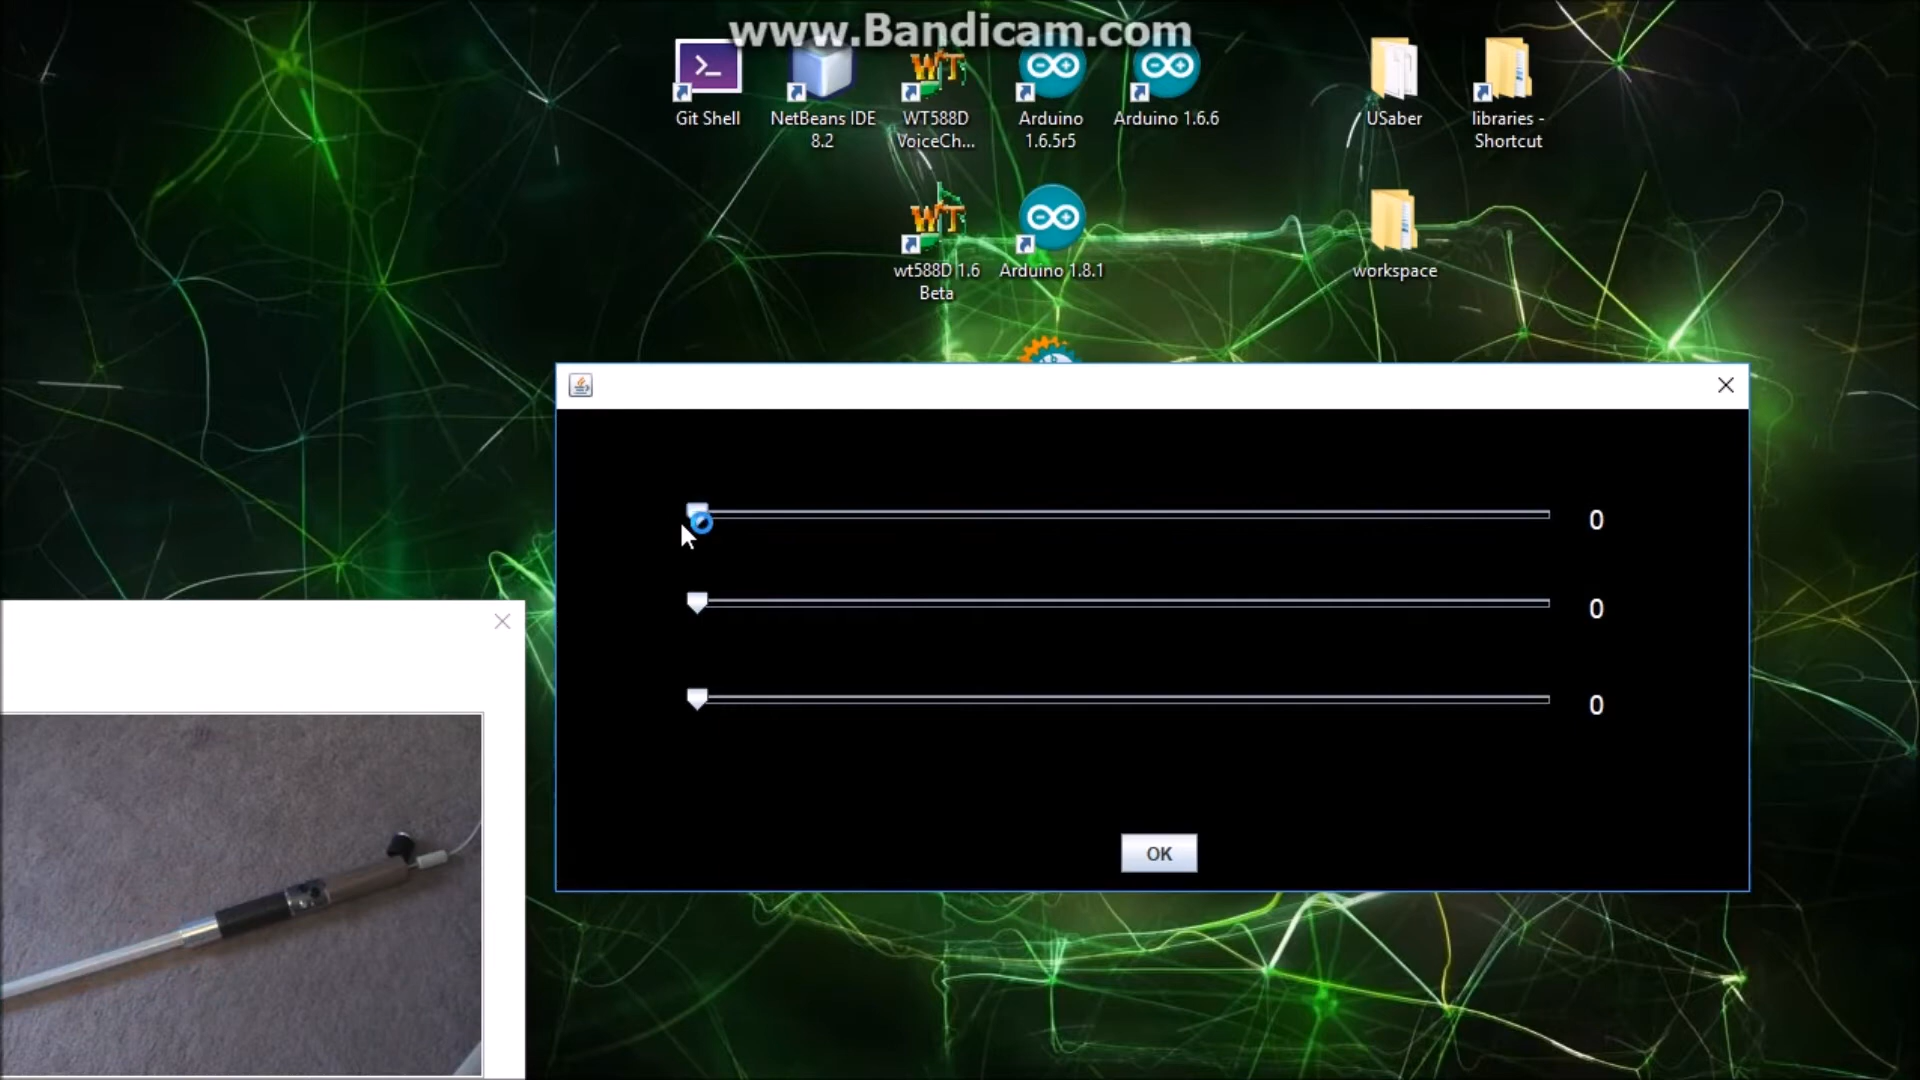 www.Bandicam.com
Git Shell
NetBeans IDE
8.2
WT588D
VoiceCh...
Arduino
1.6.5r5
Arduino 1.6.6
USaber
libraries -
Shortcut
wt588D 1.6
Beta
Arduino 1.8.1
workspace
0
0
0
OK